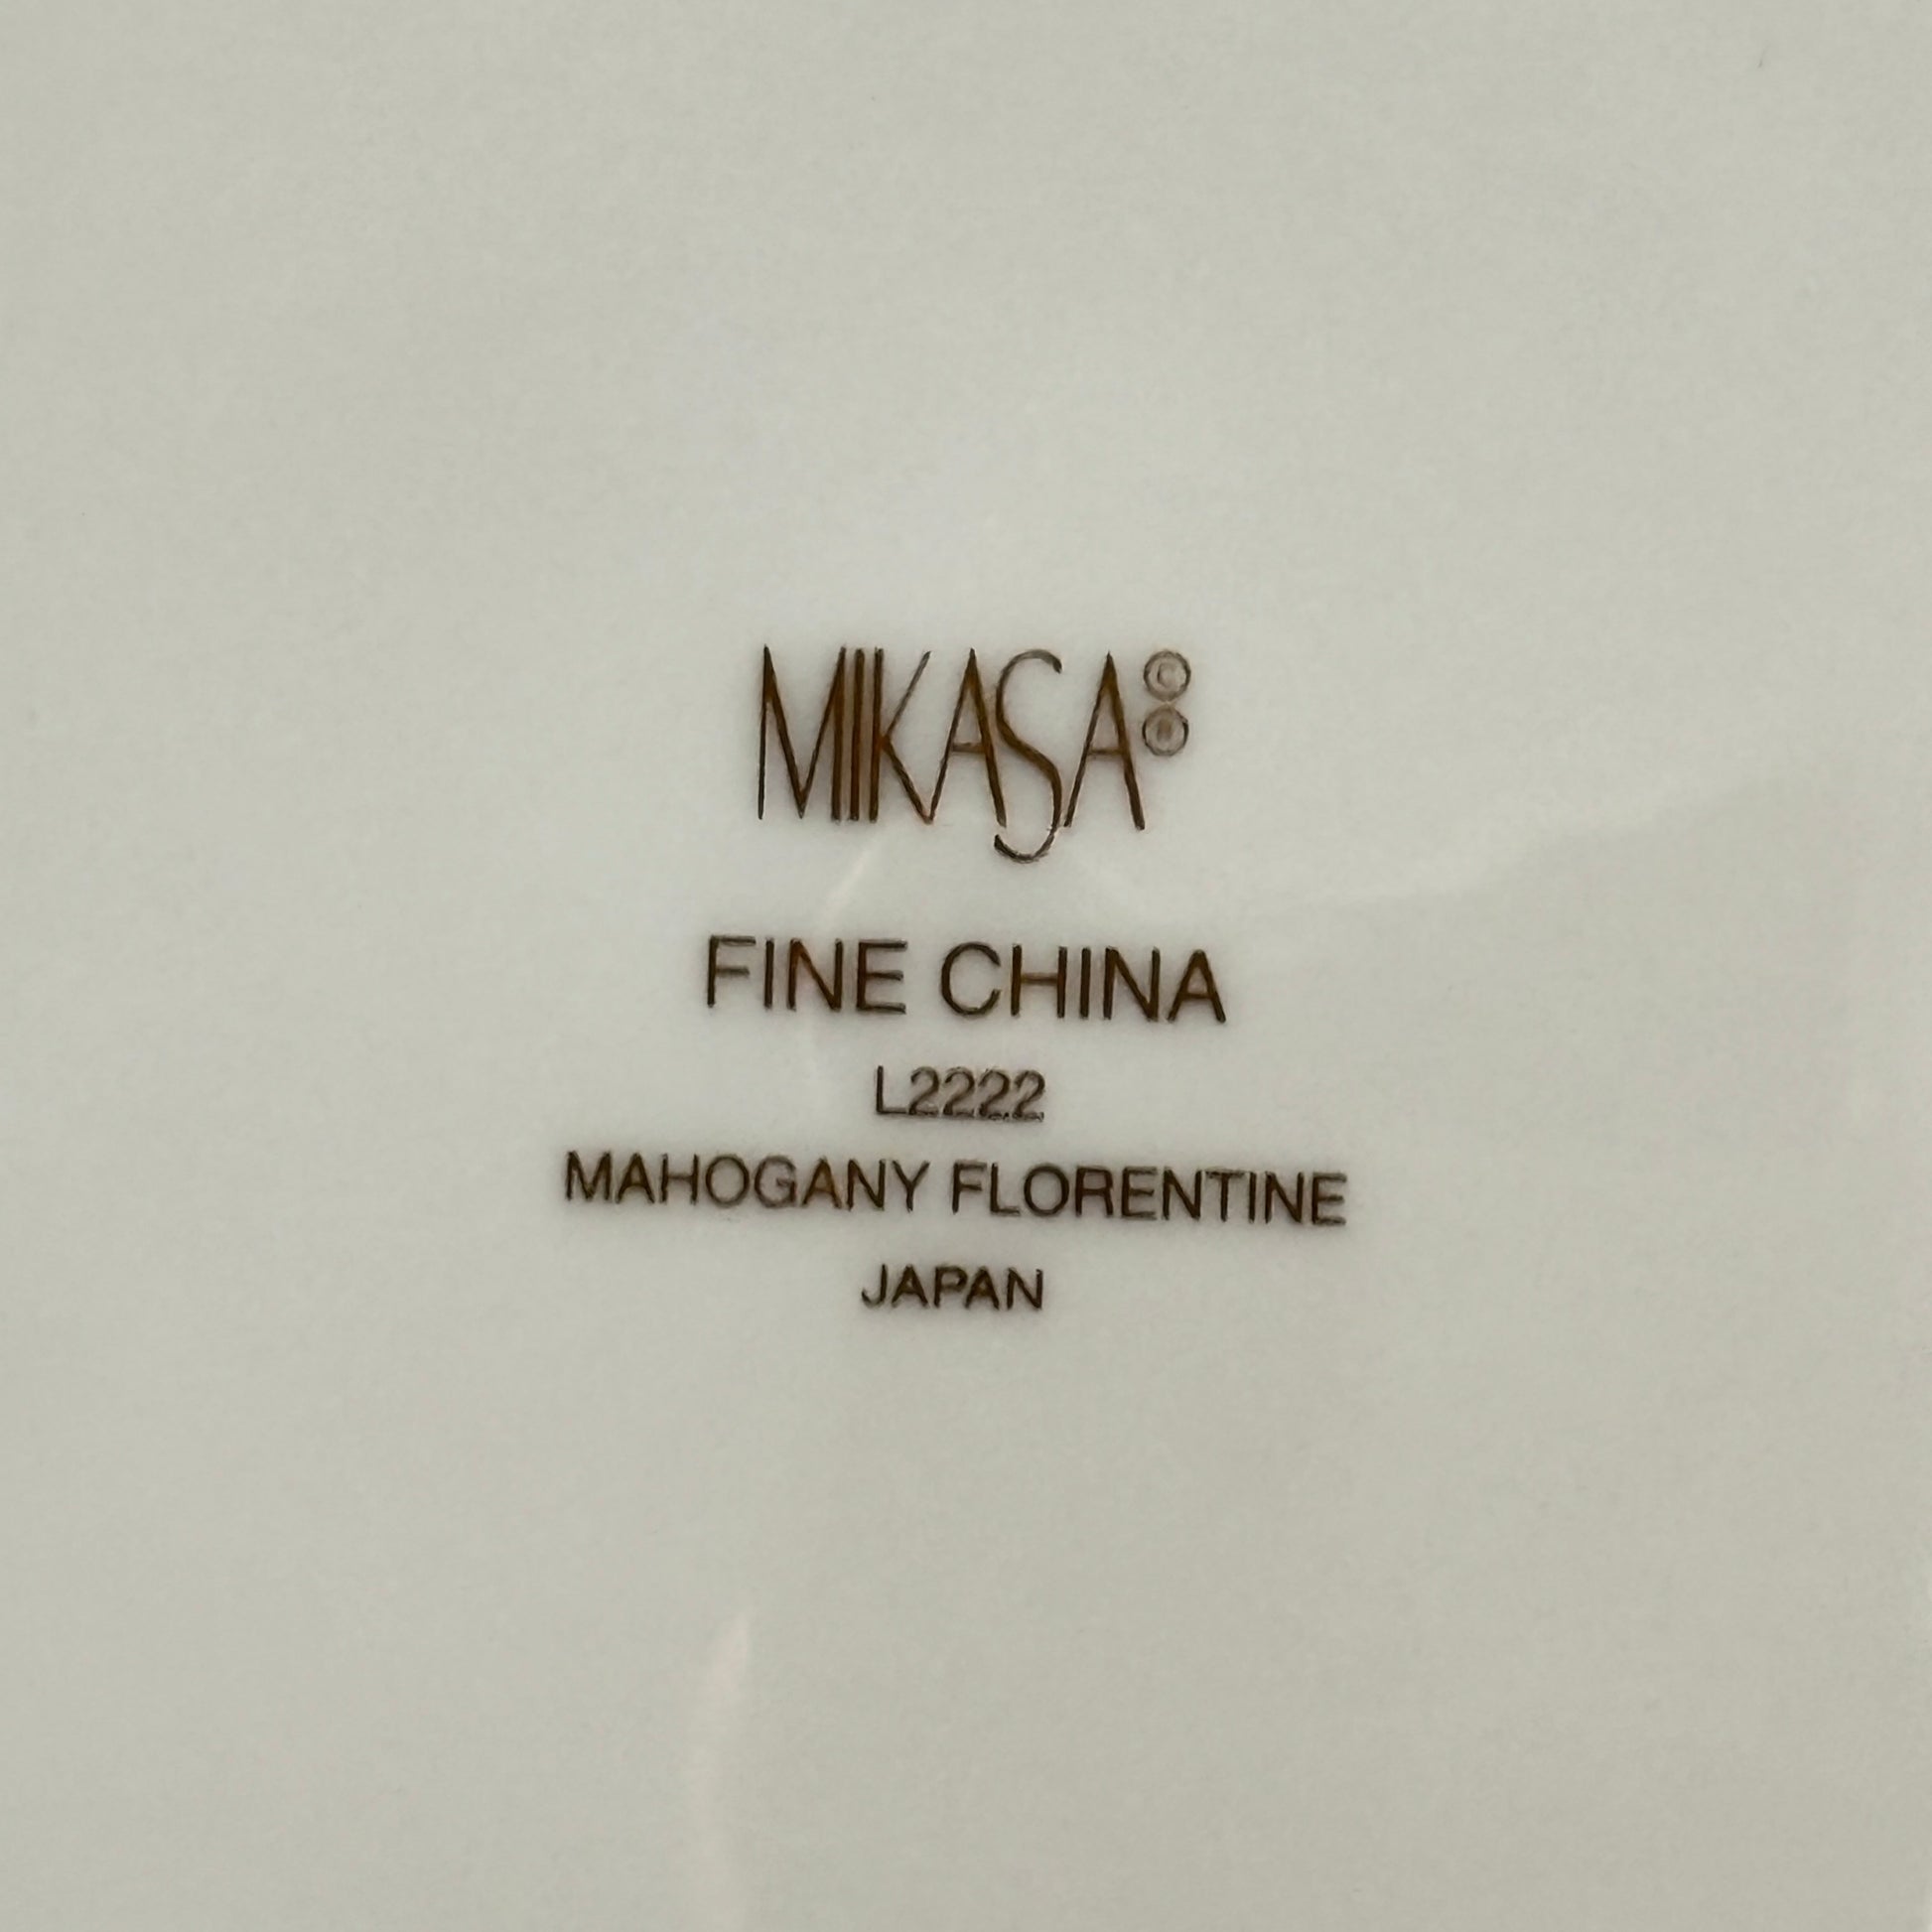 MIKASA©®
FINE CHINA
L2222
MAHOGANY FLORENTINE
JAPAN